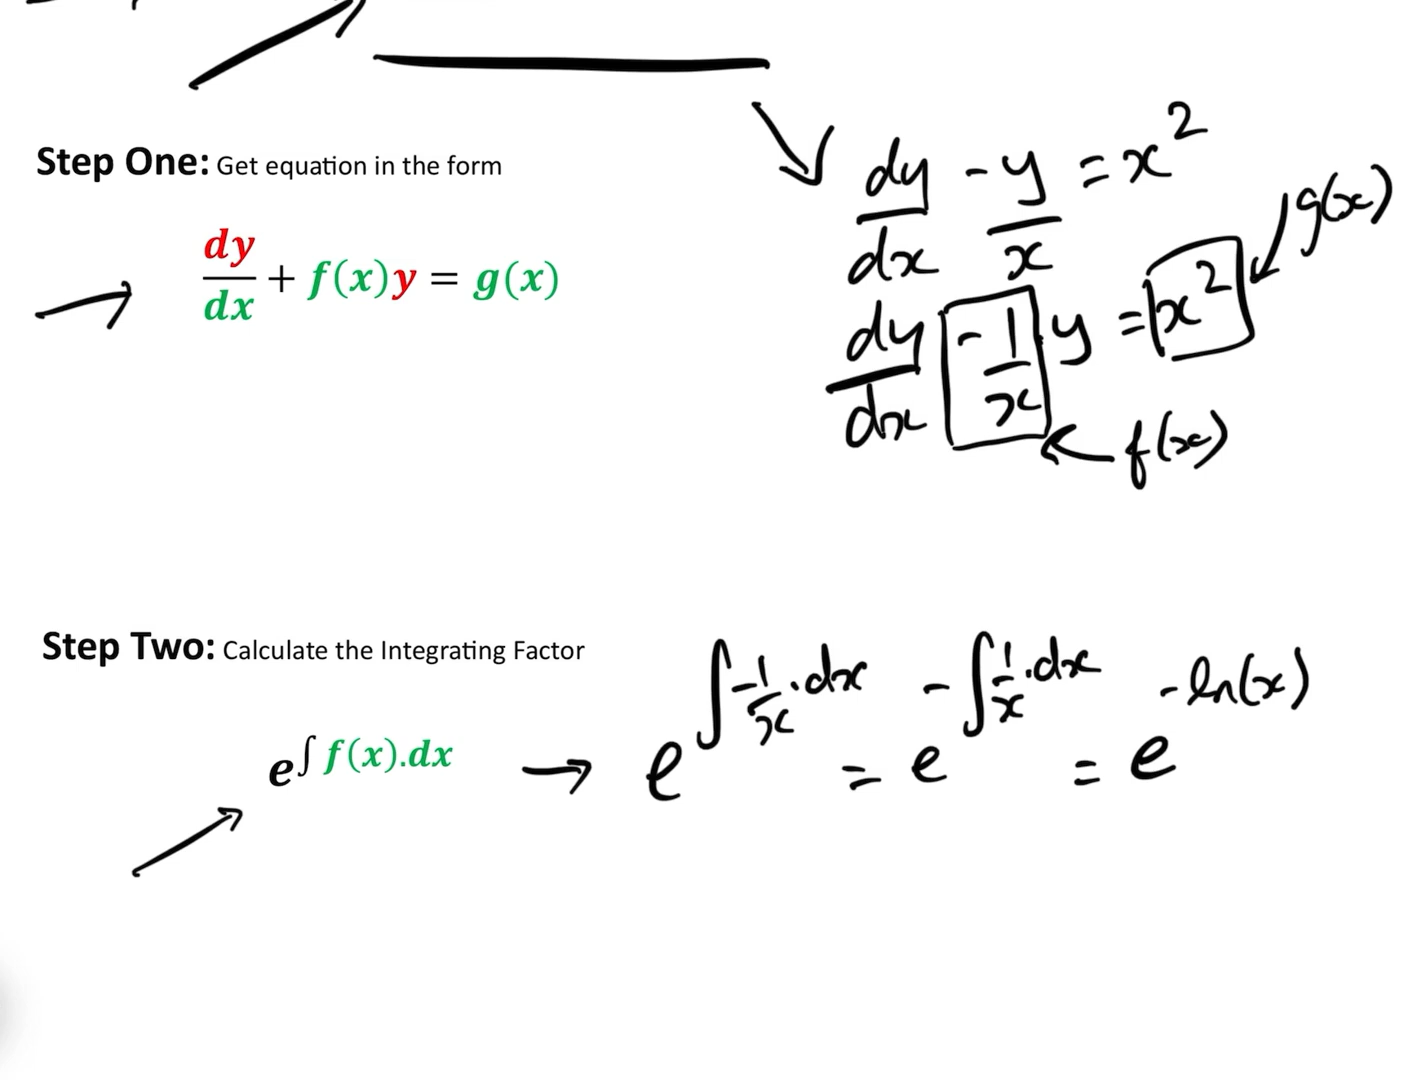 Step One: Get equation in the form
dy/dx + f(x)y = g(x)
dy/dx - y/x = x²
g(x)
dy/dx -1/x y = x²
f(x)
Step Two: Calculate the Integrating Factor
e^∫ f(x).dx → e^∫-1/x.dx = e^-∫1/x.dx = e^-ln(x)